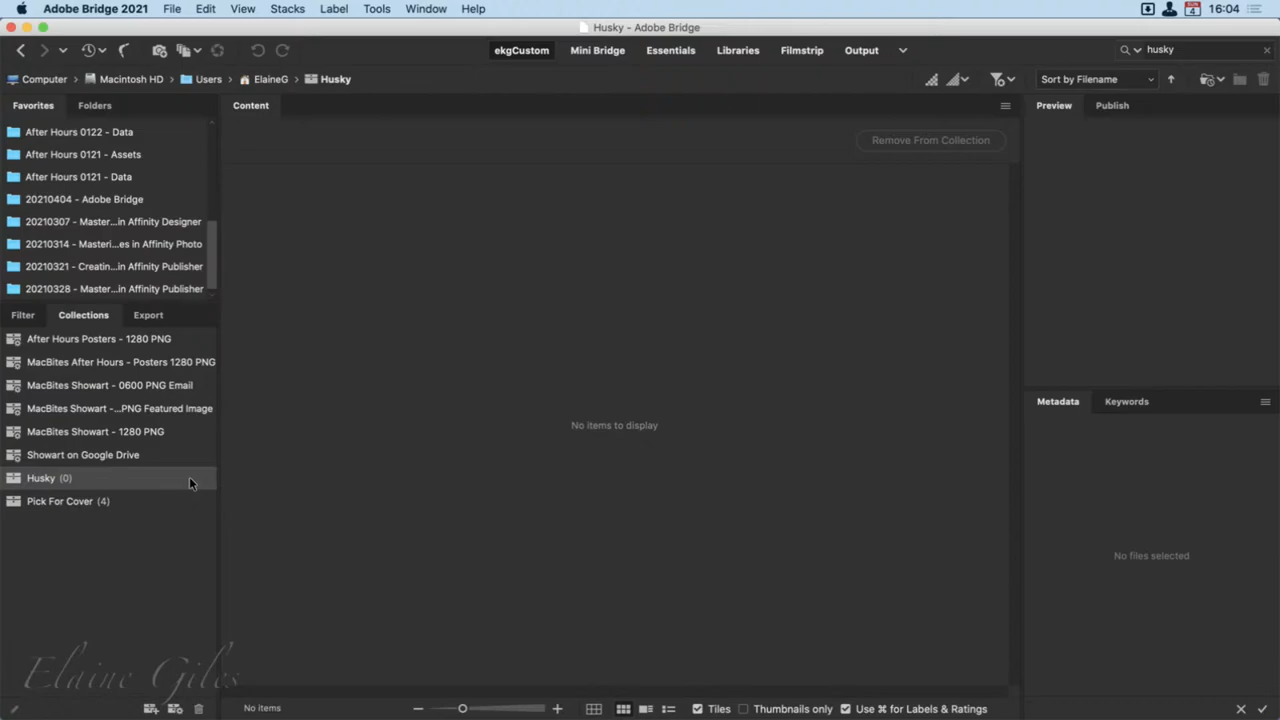 Adobe Bridge 2021 File Edit View Stacks Label Tools Window Help SUN 4 16:04
Husky - Adobe Bridge
ekgCustom Mini Bridge Essentials Libraries Filmstrip Output husky
Computer Macintosh HD Users ElaineG Husky Sort by Filename
Favorites Folders Content Preview Publish
After Hours 0122 - Data
Remove From Collection
After Hours 0121 - Assets
After Hours 0121 - Data
20210404 - Adobe Bridge
20210307 - Master...in Affinity Designer
20210314 - Masteri...es in Affinity Photo
20210321 - Creatin...in Affinity Publisher
20210328 - Master...in Affinity Publisher
Filter Collections Export
After Hours Posters - 1280 PNG
MacBites After Hours - Posters 1280 PNG
MacBites Showart - 0600 PNG Email
MacBites Showart -...PNG Featured Image
MacBites Showart - 1280 PNG
Showart on Google Drive
Husky (0)
Pick For Cover (4)
No items to display
Metadata Keywords
No files selected
Elaine Giles
No items Tiles Thumbnails only Use ⌘ for Labels & Ratings